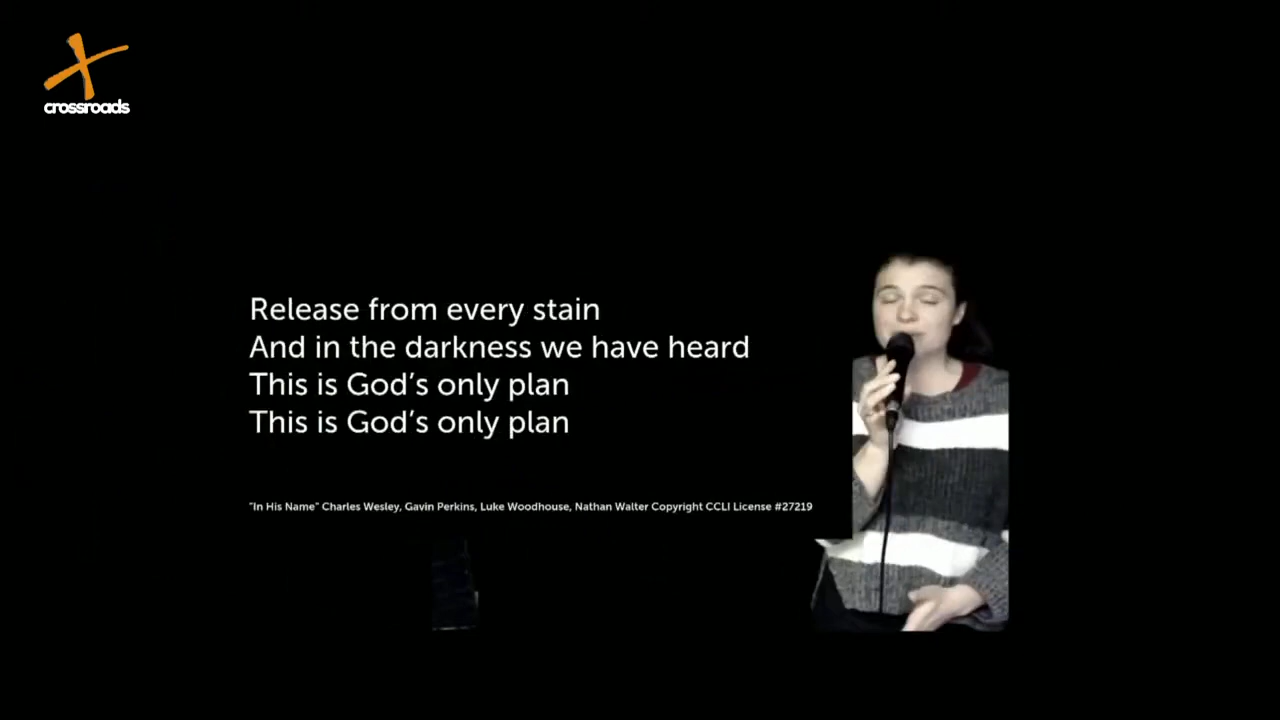 crossroads
Release from every stain
And in the darkness we have heard
This is God’s only plan
This is God’s only plan
"In His Name" Charles Wesley, Gavin Perkins, Luke Woodhouse, Nathan Walter Copyright CCLI License #27219